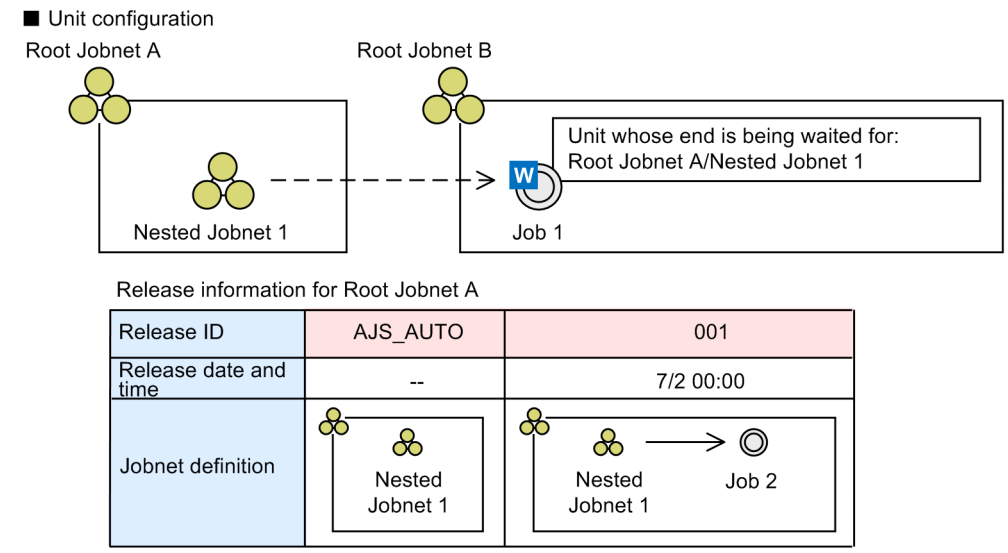 ■ Unit configuration
Root Jobnet A
Root Jobnet B
Unit whose end is being waited for:
Root Jobnet A/Nested Jobnet 1
W
Nested Jobnet 1
Job 1
Release information for Root Jobnet A
Release ID
AJS_AUTO
001
Release date and
time
--
7/2 00:00
Jobnet definition
Nested
Jobnet 1
Nested
Jobnet 1
Job 2